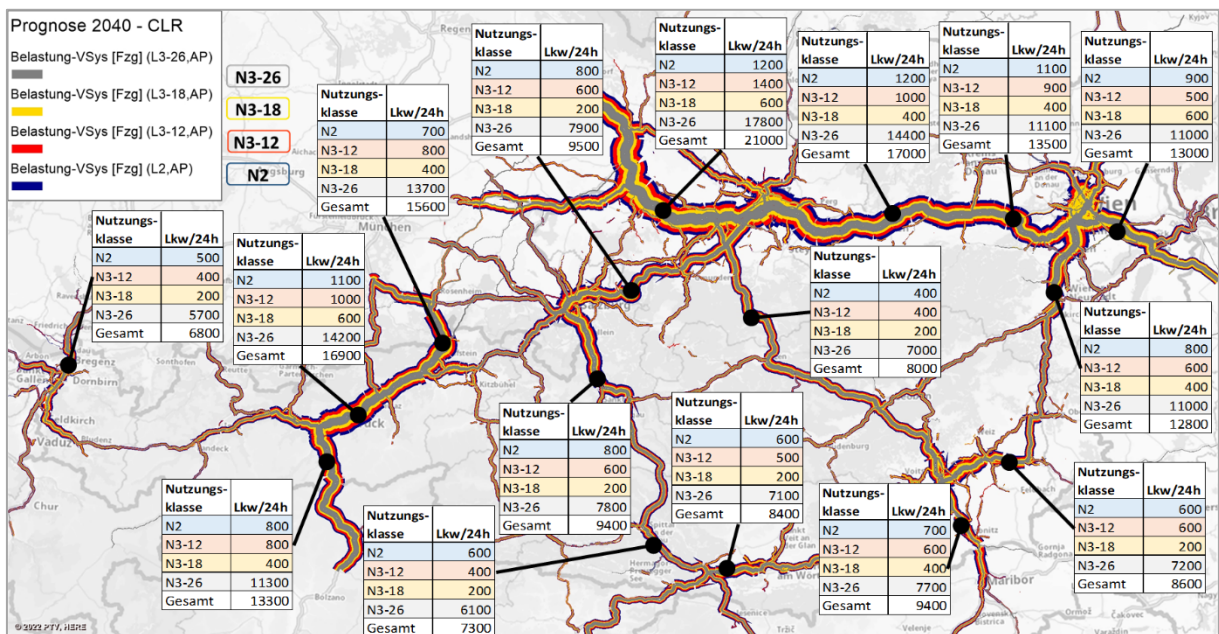 Prognose 2040 - CLR
Belastung-VSys [Fzg] (L3-26,AP)
Belastung-VSys [Fzg] (L3-18,AP)
Belastung-VSys [Fzg] (L3-12,AP)
Belastung-VSys [Fzg] (L2,AP)
N3-26
N3-18
N3-12
N2
Nutzungs-
klasse Lkw/24h
N2 700
N3-12 800
N3-18 400
N3-26 13700
Gesamt 15600
Nutzungs-
klasse Lkw/24h
N2 800
N3-12 600
N3-18 200
N3-26 7900
Gesamt 9500
Nutzungs-
klasse Lkw/24h
N2 1200
N3-12 1400
N3-18 600
N3-26 17800
Gesamt 21000
Nutzungs-
klasse Lkw/24h
N2 1200
N3-12 1000
N3-18 400
N3-26 14400
Gesamt 17000
Nutzungs-
klasse Lkw/24h
N2 1100
N3-12 900
N3-18 400
N3-26 11100
Gesamt 13500
Nutzungs-
klasse Lkw/24h
N2 900
N3-12 500
N3-18 600
N3-26 11000
Gesamt 13000
Nutzungs-
klasse Lkw/24h
N2 500
N3-12 400
N3-18 200
N3-26 5700
Gesamt 6800
Nutzungs-
klasse Lkw/24h
N2 1100
N3-12 1000
N3-18 600
N3-26 14200
Gesamt 16900
Nutzungs-
klasse Lkw/24h
N2 400
N3-12 400
N3-18 200
N3-26 7000
Gesamt 8000
Nutzungs-
klasse Lkw/24h
N2 800
N3-12 600
N3-18 400
N3-26 11000
Gesamt 12800
Nutzungs-
klasse Lkw/24h
N2 800
N3-12 800
N3-18 400
N3-26 11300
Gesamt 13300
Nutzungs-
klasse Lkw/24h
N2 600
N3-12 400
N3-18 200
N3-26 6100
Gesamt 7300
Nutzungs-
klasse Lkw/24h
N2 800
N3-12 600
N3-18 200
N3-26 7800
Gesamt 9400
Nutzungs-
klasse Lkw/24h
N2 600
N3-12 500
N3-18 200
N3-26 7100
Gesamt 8400
Nutzungs-
klasse Lkw/24h
N2 700
N3-12 600
N3-18 400
N3-26 7700
Gesamt 9400
Nutzungs-
klasse Lkw/24h
N2 600
N3-12 600
N3-18 200
N3-26 7200
Gesamt 8600
München
Rosenheim
Kitzbühel
Sonthofen
Dornbirn
Vaduz
Bludenz
Landeck
Chur
Bolzano
Maribor
Gornja
Radgona
Ptuj
Ormož
Čakovec
Varaždin
Velenje
Tržič
Kyjov
© 2022 PTV, HERE